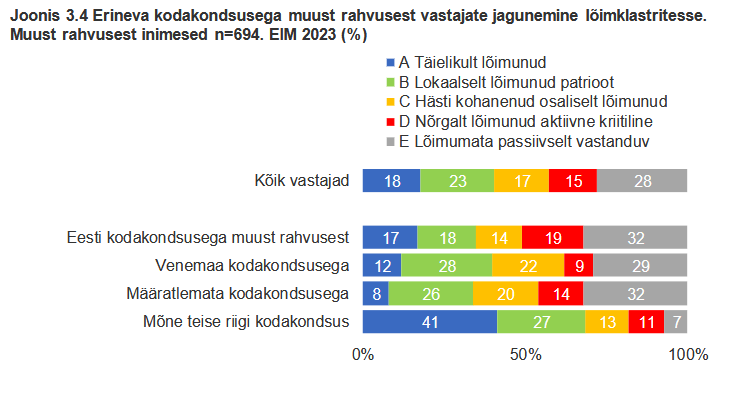 Joonis 3.4 Erineva kodakondsusega muust rahvusest vastajate jagunemine lõimklastritesse.
Muust rahvusest inimesed n=694. EIM 2023 (%)
A Täielikult lõimunud
B Lokaalselt lõimunud patrioot
C Hästi kohanenud osaliselt lõimunud
D Nõrgalt lõimunud aktiivne kriitiline
E Lõimumata passiivselt vastanduv
Kõik vastajad 18 23 17 15 28
Eesti kodakondsusega muust rahvusest 17 18 14 19 32
Venemaa kodakondsusega 12 28 22 9 29
Määratlemata kodakondsusega 8 26 20 14 32
Mõne teise riigi kodakondsus 41 27 13 11 7
0% 50% 100%